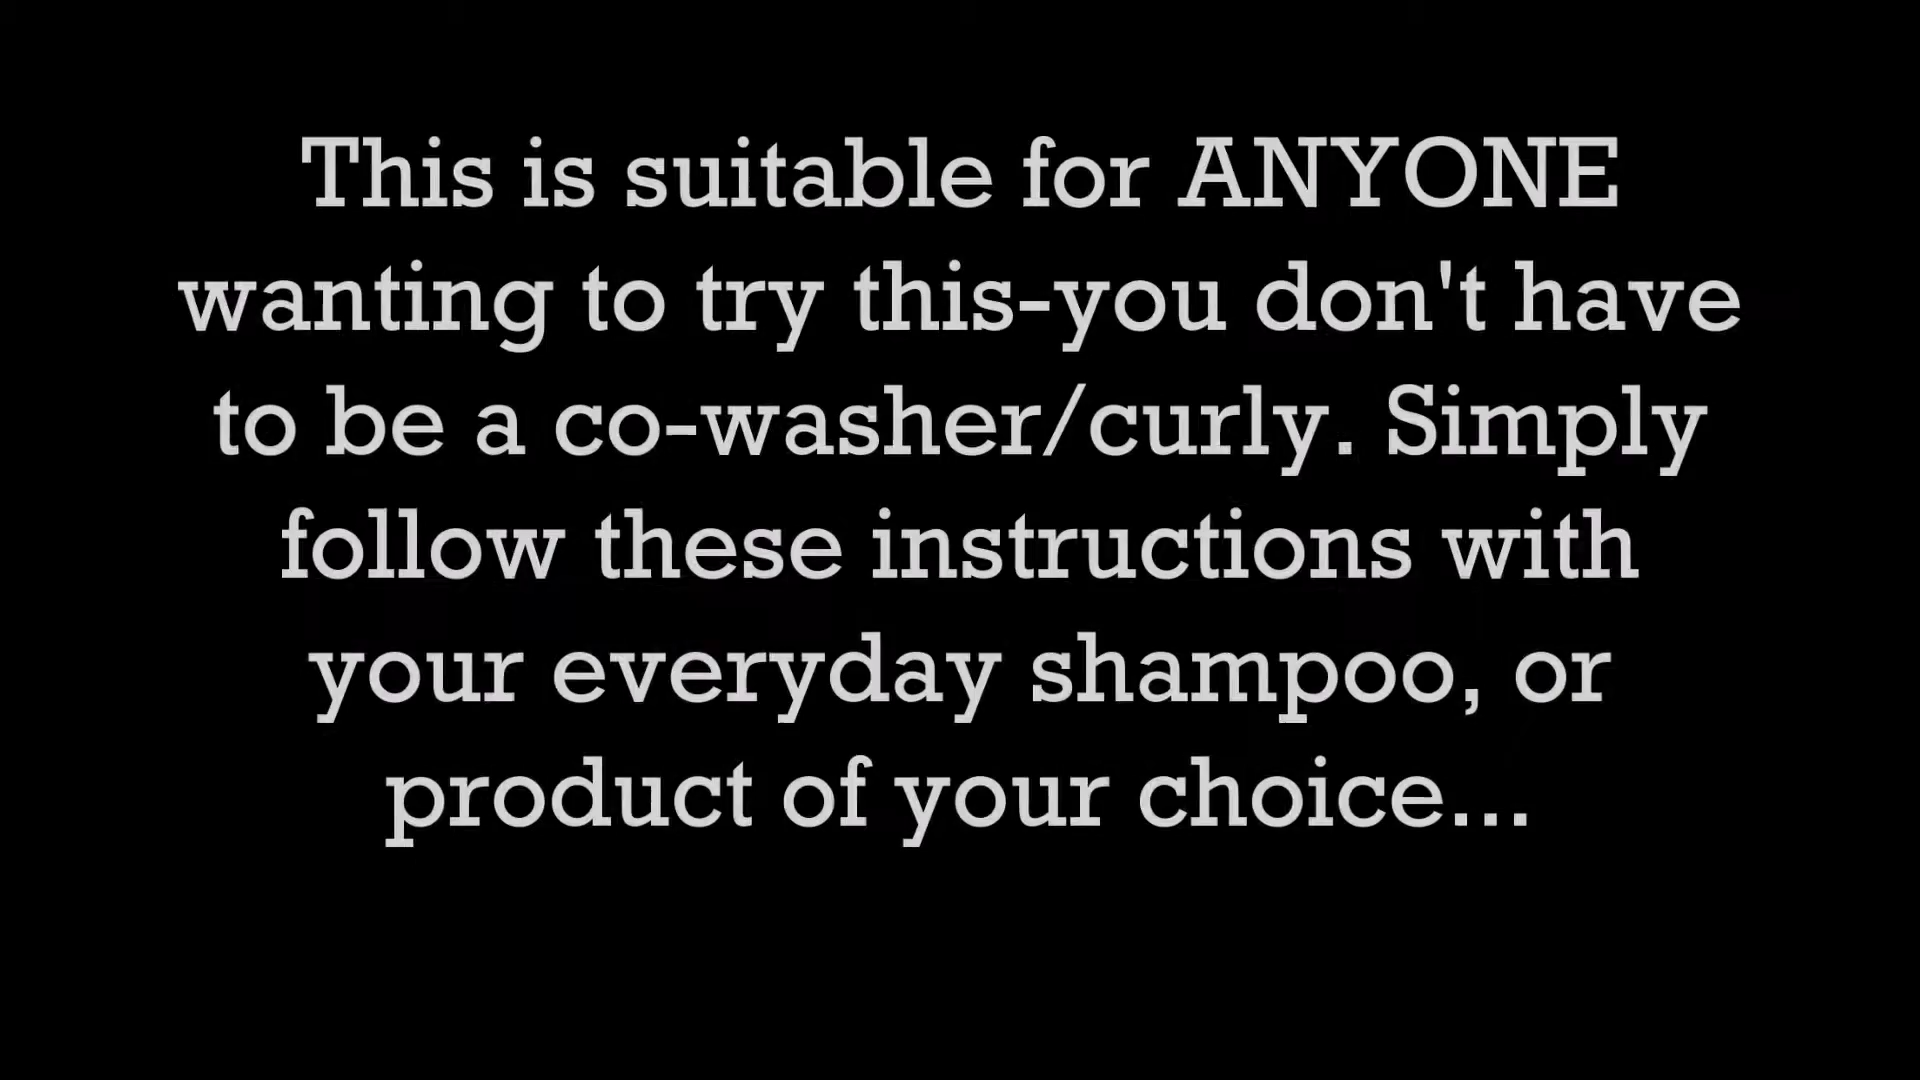 This is suitable for ANYONE
wanting to try this-you don't have
to be a co-washer/curly. Simply
follow these instructions with
your everyday shampoo, or
product of your choice...